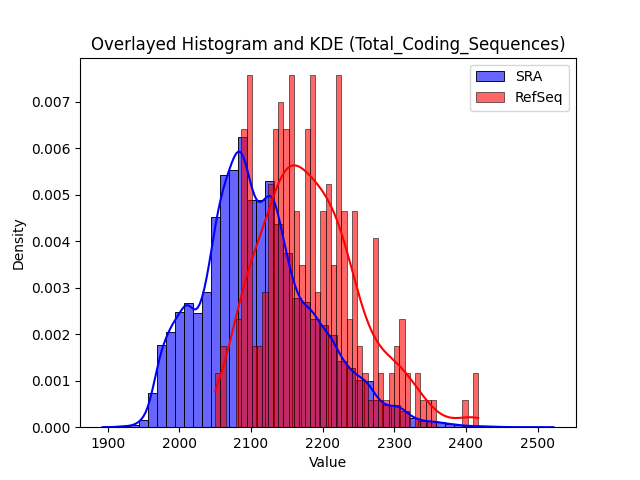 Overlayed Histogram and KDE (Total_Coding_Sequences)
SRA
RefSeq
Density
0.007
0.006
0.005
0.004
0.003
0.002
0.001
0.000
1900 2000 2100 2200 2300 2400 2500
Value